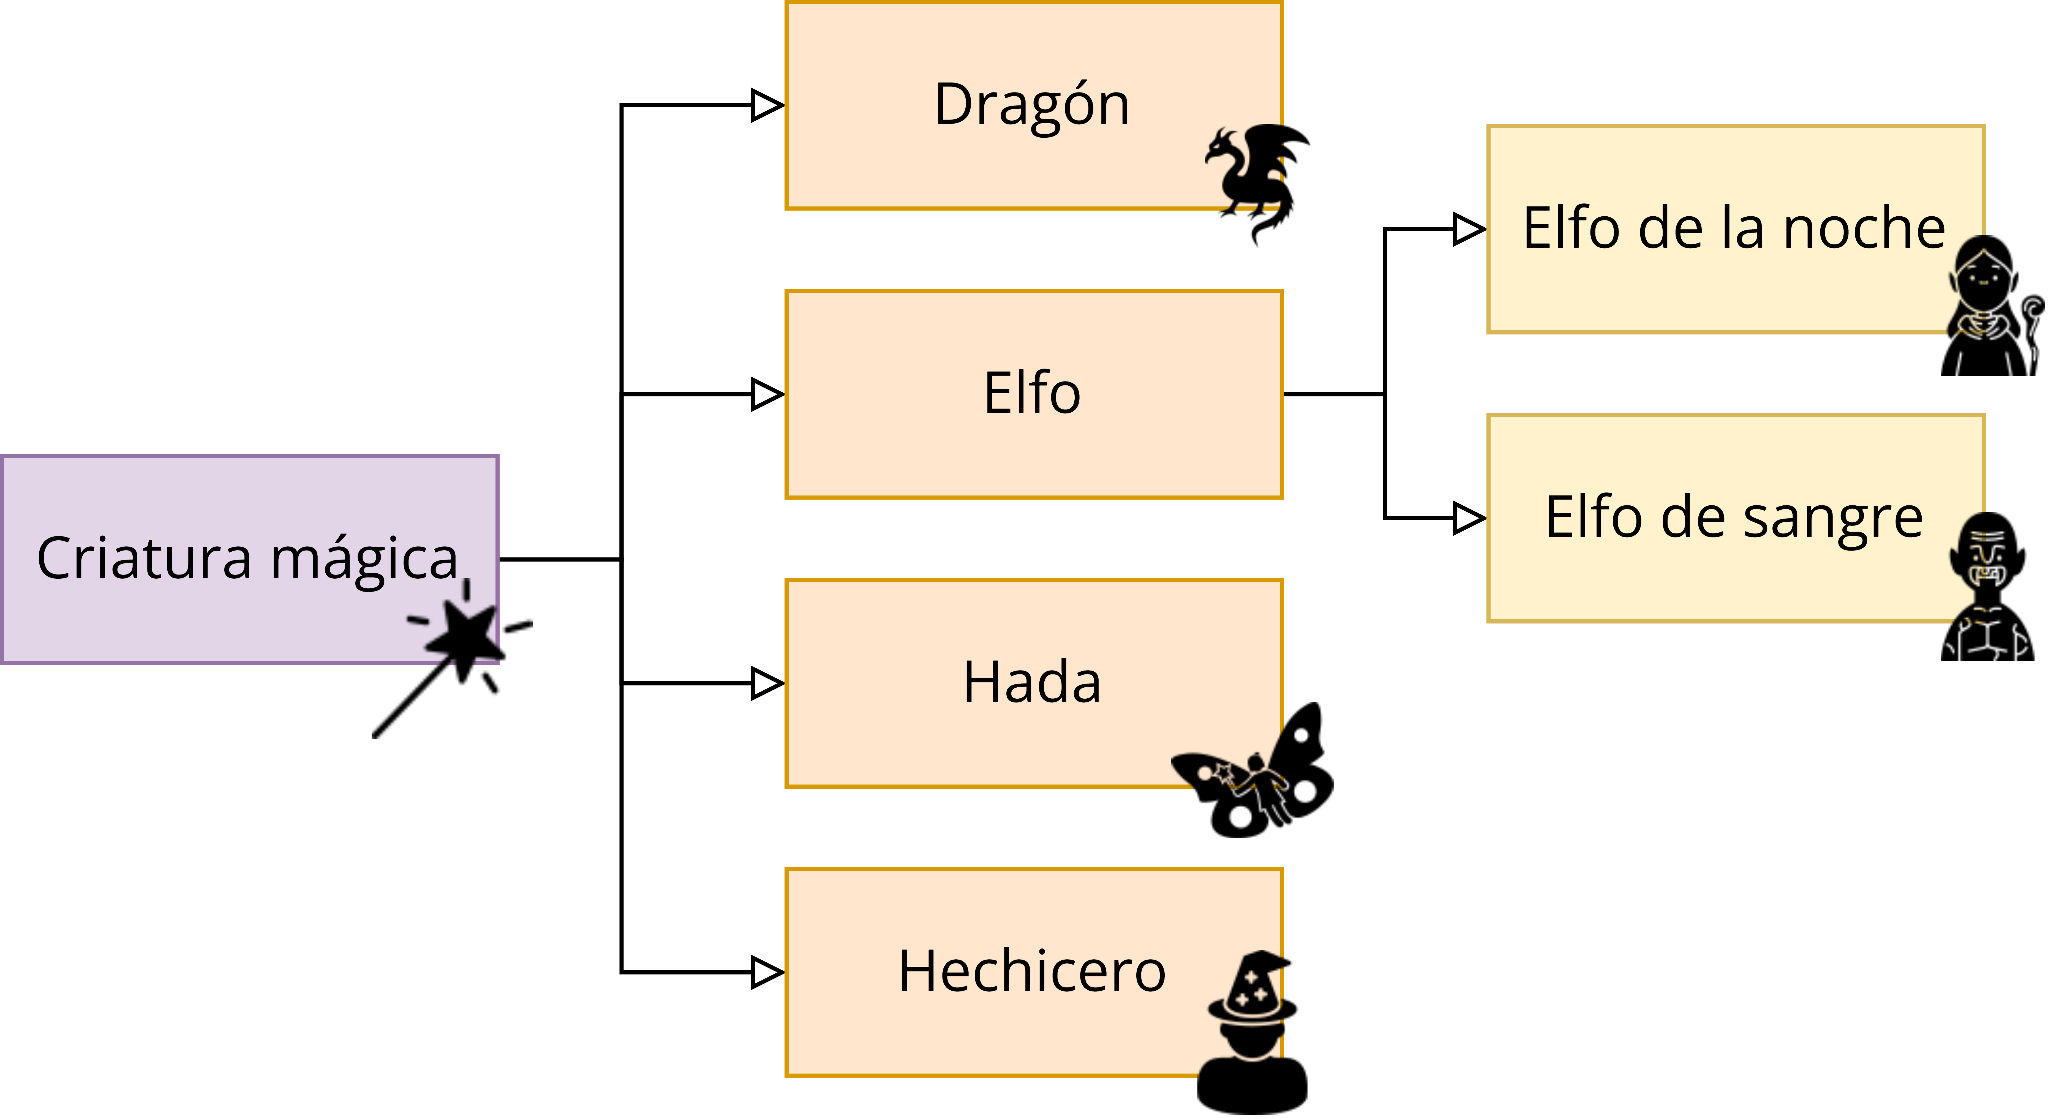 Dragón
Elfo de la noche
Elfo
Elfo de sangre
Criatura mágica
Hada
Hechicero